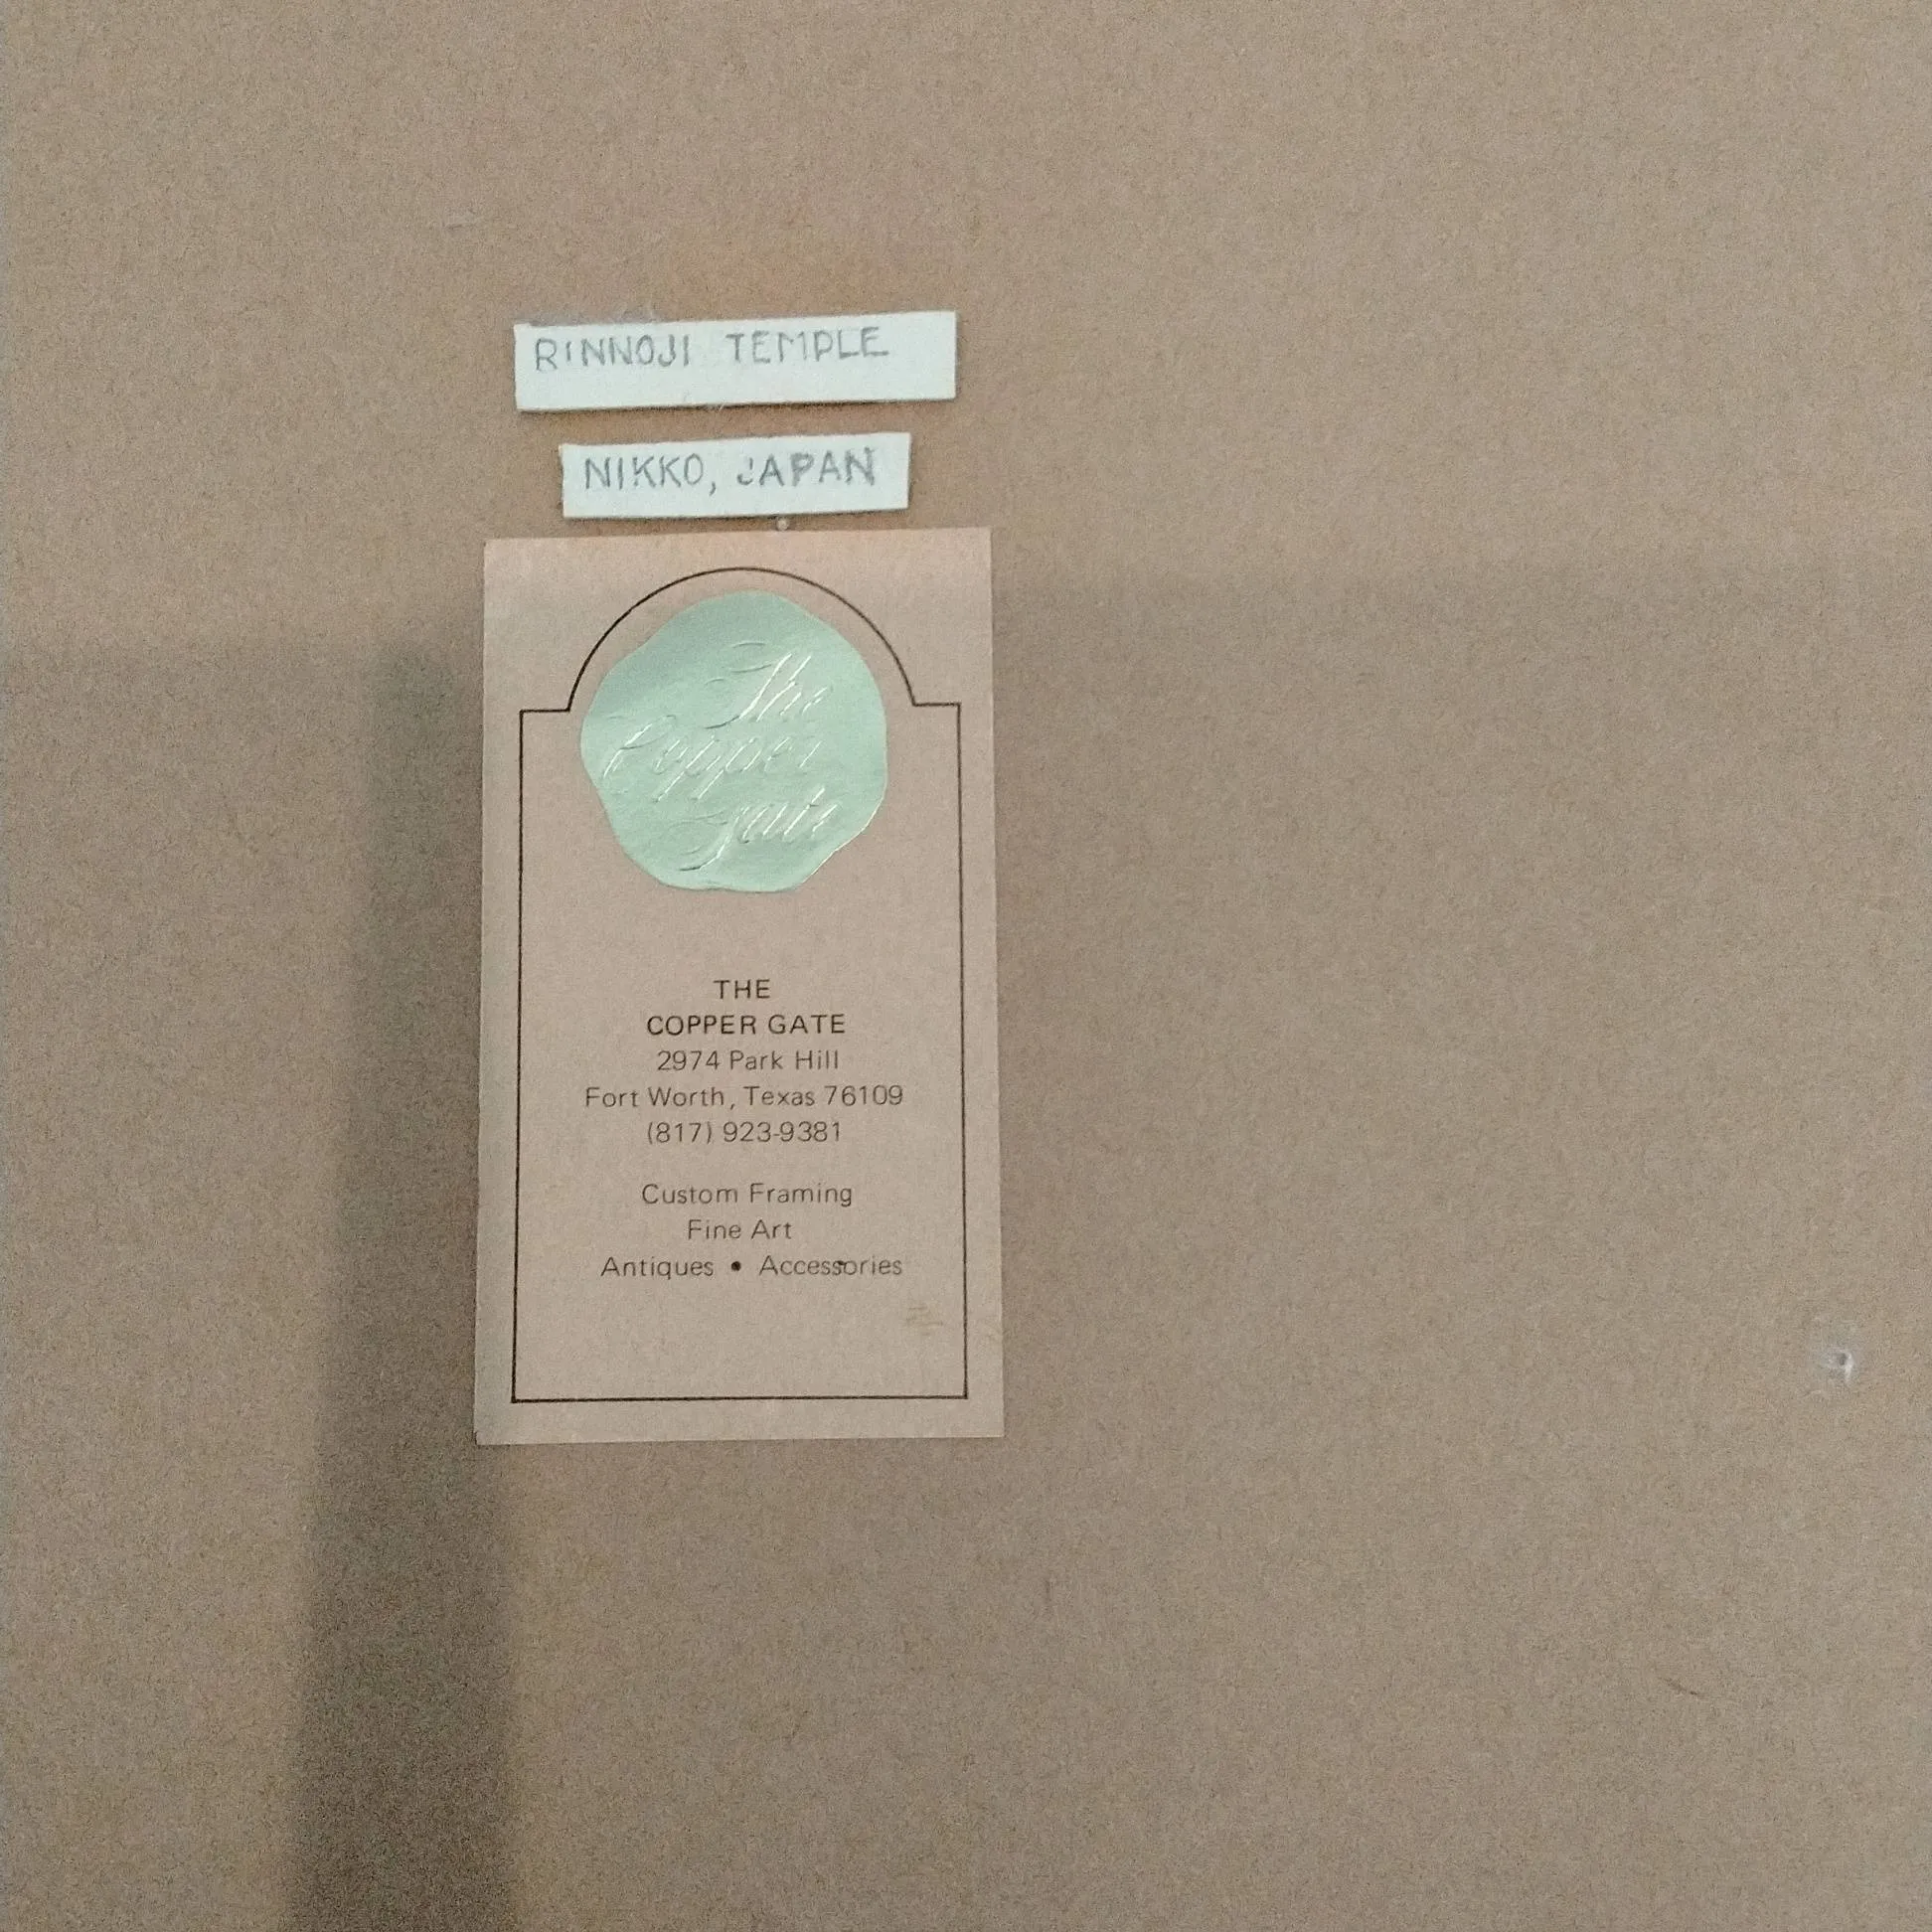 RINNOJI TEMPLE
NIKKO, JAPAN
The
Copper
Gate
THE
COPPER GATE
2974 Park Hill
Fort Worth, Texas 76109
(817) 923-9381
Custom Framing
Fine Art
Antiques • Accessories